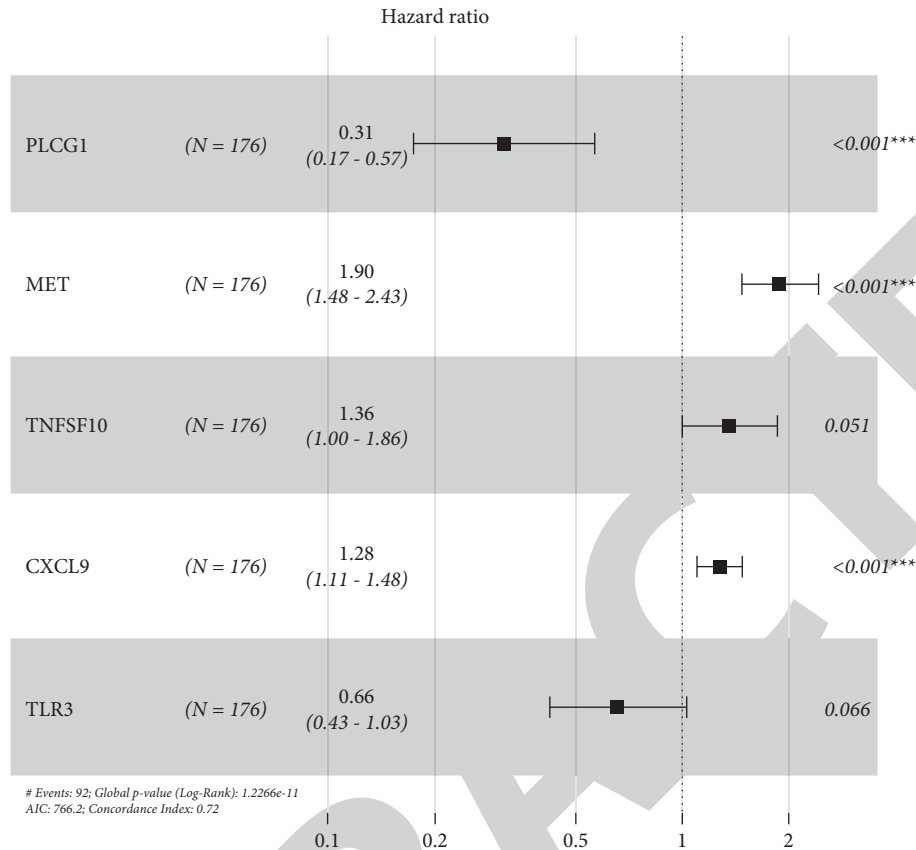 Hazard ratio
PLCG1 (N = 176) 0.31 (0.17 - 0.57) <0.001***
MET (N = 176) 1.90 (1.48 - 2.43) <0.001***
TNFSF10 (N = 176) 1.36 (1.00 - 1.86) 0.051
CXCL9 (N = 176) 1.28 (1.11 - 1.48) <0.001***
TLR3 (N = 176) 0.66 (0.43 - 1.03) 0.066
# Events: 92; Global p-value (Log-Rank): 1.2266e-11
AIC: 766.2; Concordance Index: 0.72
0.1 0.2 0.5 1 2